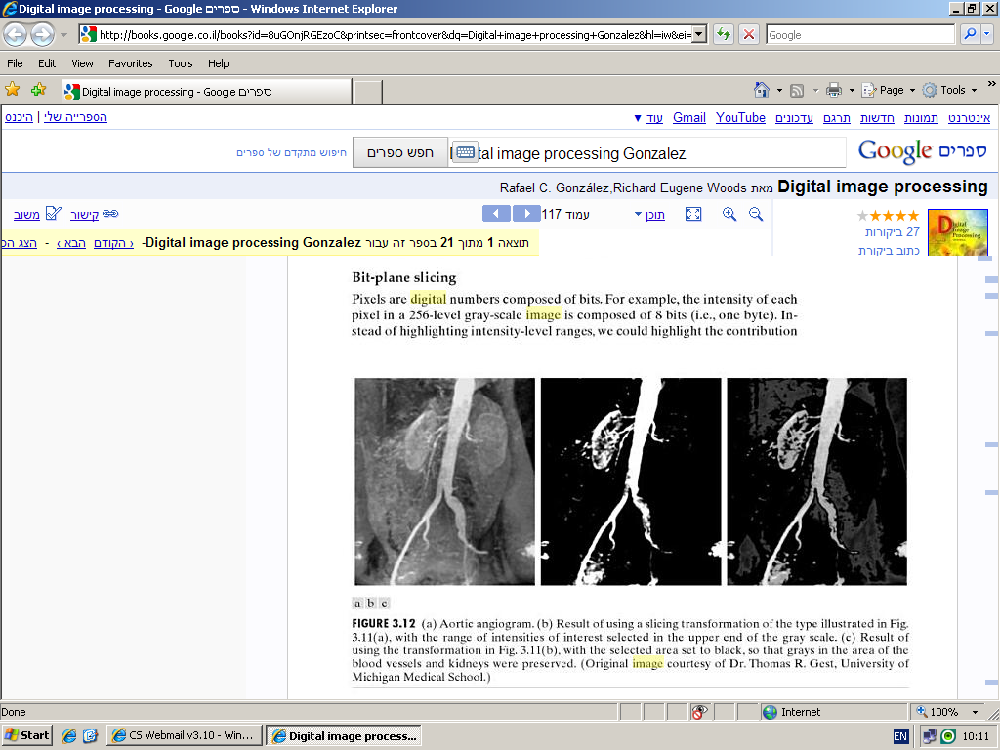 Digital image processing - Google ספרים - Windows Internet Explorer
http://books.google.co.il/books?id=8uGOnjRGEzoC&printsec=frontcover&dq=Digital+image+processing+Gonzalez&hl=iw&ei=
Google
File Edit View Favorites Tools Help
Digital image processing - Google ספרים
Page Tools »
אינטרנט תמונות חדשות תרגם עדכונים YouTube Gmail עוד ▼
הספרייה שלי | היכנס
Google ספרים
tal image processing Gonzalez
חפש ספרים
חיפוש מתקדם של ספרים
Digital image processing מאת Rafael C. González,Richard Eugene Woods
27 ביקורות
כתוב ביקורת
תוכן
עמוד 117
קישור
משוב
תוצאה 1 מתוך 21 בספר זה עבור Digital image processing Gonzalez- ‹ הקודם הבא › - הצג הכ
Bit-plane slicing
Pixels are digital numbers composed of bits. For example, the intensity of each
pixel in a 256-level gray-scale image is composed of 8 bits (i.e., one byte). In-
stead of highlighting intensity-level ranges, we could highlight the contribution
a b c
FIGURE 3.12 (a) Aortic angiogram. (b) Result of using a slicing transformation of the type illustrated in Fig.
3.11(a), with the range of intensities of interest selected in the upper end of the gray scale. (c) Result of
using the transformation in Fig. 3.11(b), with the selected area set to black, so that grays in the area of the
blood vessels and kidneys were preserved. (Original image courtesy of Dr. Thomas R. Gest, University of
Michigan Medical School.)
Done
Internet
100%
Start
CS Webmail v3.10 - Win...
Digital image process...
EN
10:11